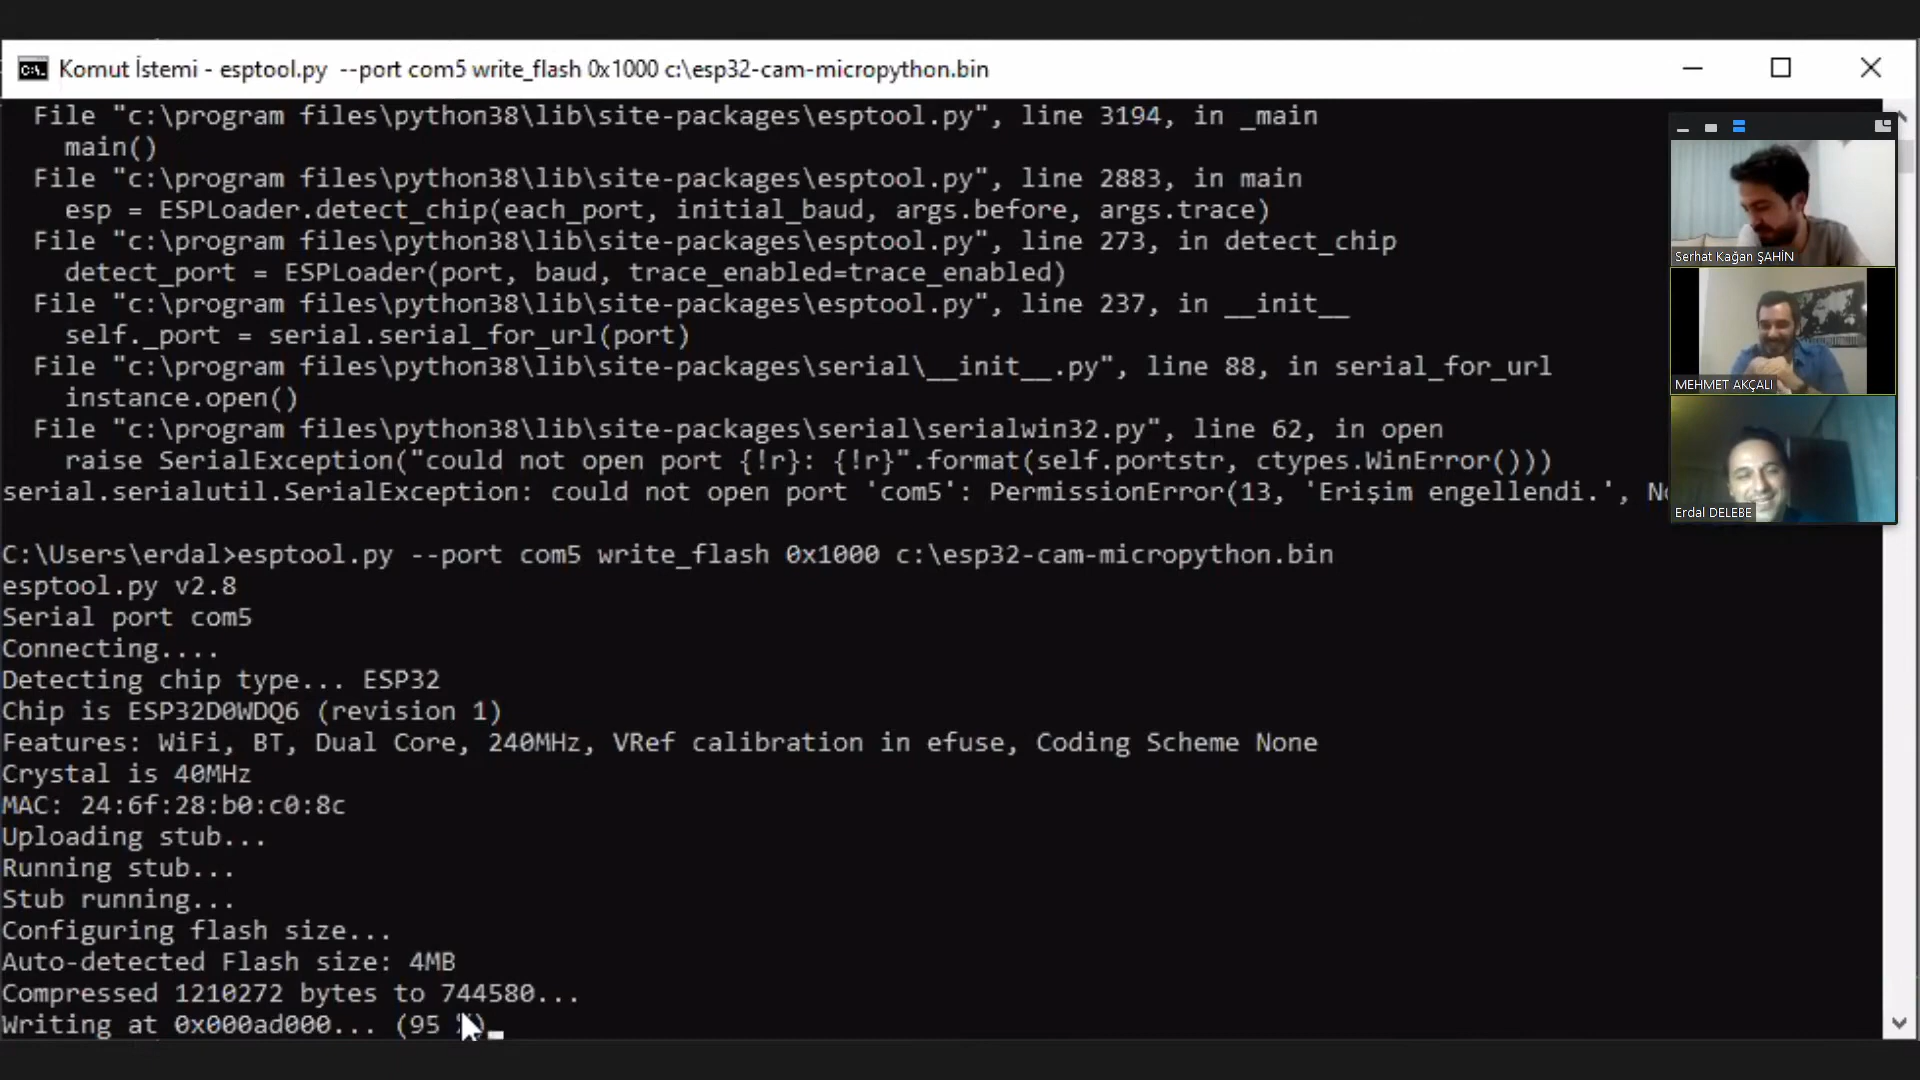 Komut İstemi - esptool.py --port com5 write_flash 0x1000 c:\esp32-cam-micropython.bin
File "c:\program files\python38\lib\site-packages\esptool.py", line 3194, in _main
main()
File "c:\program files\python38\lib\site-packages\esptool.py", line 2883, in main
esp = ESPLoader.detect_chip(each_port, initial_baud, args.before, args.trace)
File "c:\program files\python38\lib\site-packages\esptool.py", line 273, in detect_chip
detect_port = ESPLoader(port, baud, trace_enabled=trace_enabled)
File "c:\program files\python38\lib\site-packages\esptool.py", line 237, in __init__
self._port = serial.serial_for_url(port)
File "c:\program files\python38\lib\site-packages\serial\__init__.py", line 88, in serial_for_url
instance.open()
File "c:\program files\python38\lib\site-packages\serial\serialwin32.py", line 62, in open
raise SerialException("could not open port {!r}: {!r}".format(self.portstr, ctypes.WinError()))
serial.serialutil.SerialException: could not open port 'com5': PermissionError(13, 'Erişim engellendi.',
C:\Users\erdal>esptool.py --port com5 write_flash 0x1000 c:\esp32-cam-micropython.bin
esptool.py v2.8
Serial port com5
Connecting....
Detecting chip type... ESP32
Chip is ESP32D0WDQ6 (revision 1)
Features: WiFi, BT, Dual Core, 240MHz, VRef calibration in efuse, Coding Scheme None
Crystal is 40MHz
MAC: 24:6f:28:b0:c0:8c
Uploading stub...
Running stub...
Stub running...
Configuring flash size...
Auto-detected Flash size: 4MB
Compressed 1210272 bytes to 744580...
Writing at 0x000ad000... (95 %)
Serhat Kağan ŞAHİN
MEHMET AKÇALI
Erdal DELEBE